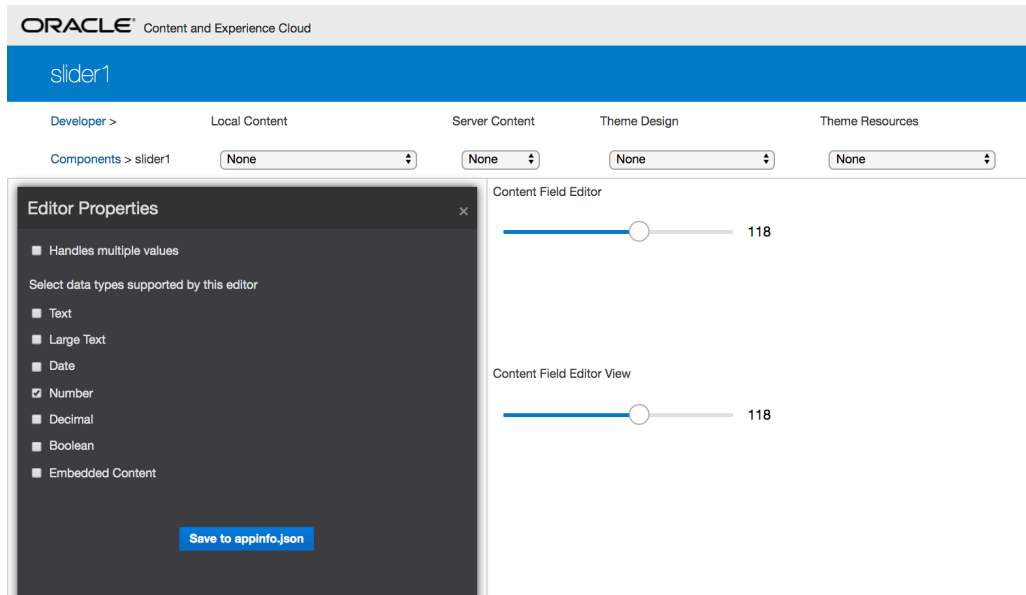 ORACLE® Content and Experience Cloud
slider1
Developer > Local Content Server Content Theme Design Theme Resources
Components > slider1 None None None None
Editor Properties ×
Handles multiple values
Select data types supported by this editor
Text
Large Text
Date
Number
Decimal
Boolean
Embedded Content
Save to appinfo.json
Content Field Editor
118
Content Field Editor View
118